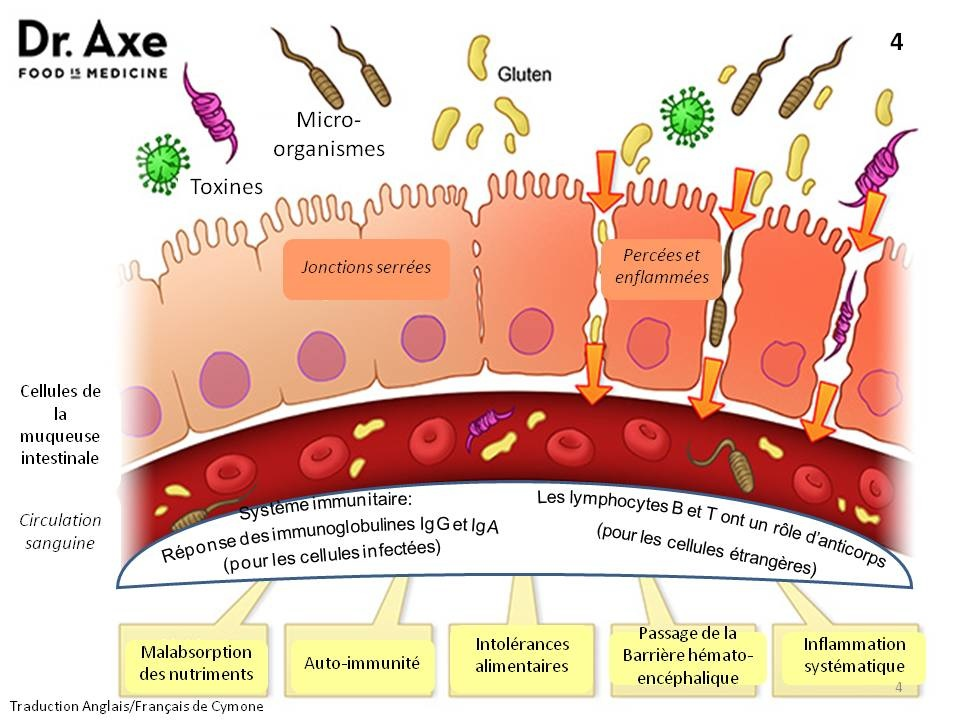 Dr. Axe
FOOD IS MEDICINE
4
Gluten
Micro-
organismes
Toxines
Jonctions serrées
Percées et
enflammées
Cellules de
la
muqueuse
intestinale
Circulation
sanguine
Système immunitaire:
Réponse des immunoglobulines IgG et IgA
(pour les cellules infectées)
Les lymphocytes B et T ont un rôle d'anticorps
(pour les cellules étrangères)
Malabsorption
des nutriments
Auto-immunité
Intolérances
alimentaires
Passage de la
Barrière hémato-
encéphalique
Inflammation
systématique
4
Traduction Anglais/Français de Cymone